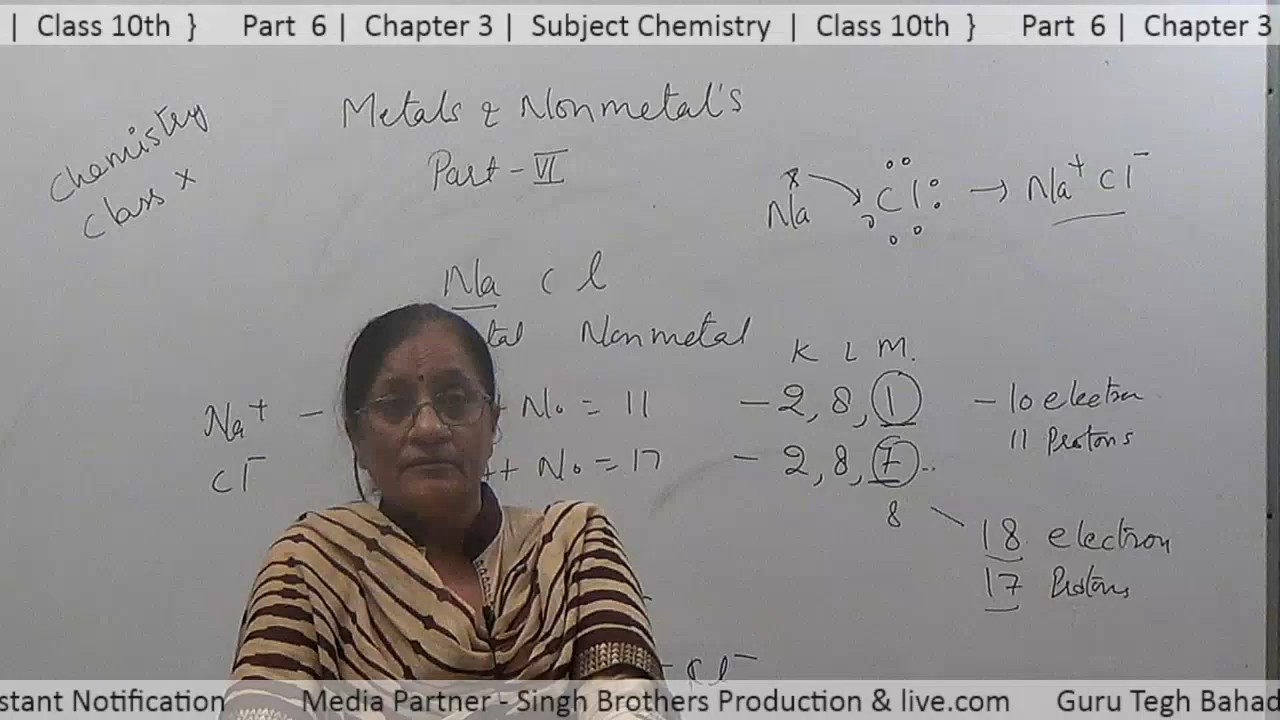 | Class 10th } Part 6 | Chapter 3 | Subject Chemistry | Class 10th } Part 6 | Chapter 3
Chemistry
Class X
Metals & Nonmetal's
Part - VI
Na Cl → Na⁺ Cl⁻
Na Cl
tal Nonmetal
K L M.
Na⁺ - No = 11 - 2, 8, 1 - 10 electron
11 Protons
Cl⁻ No = 17 - 2, 8, 7
8 18 electron
17 Protons
Cl⁻
stant Notification Media Partner - Singh Brothers Production & live.com Guru Tegh Bahad